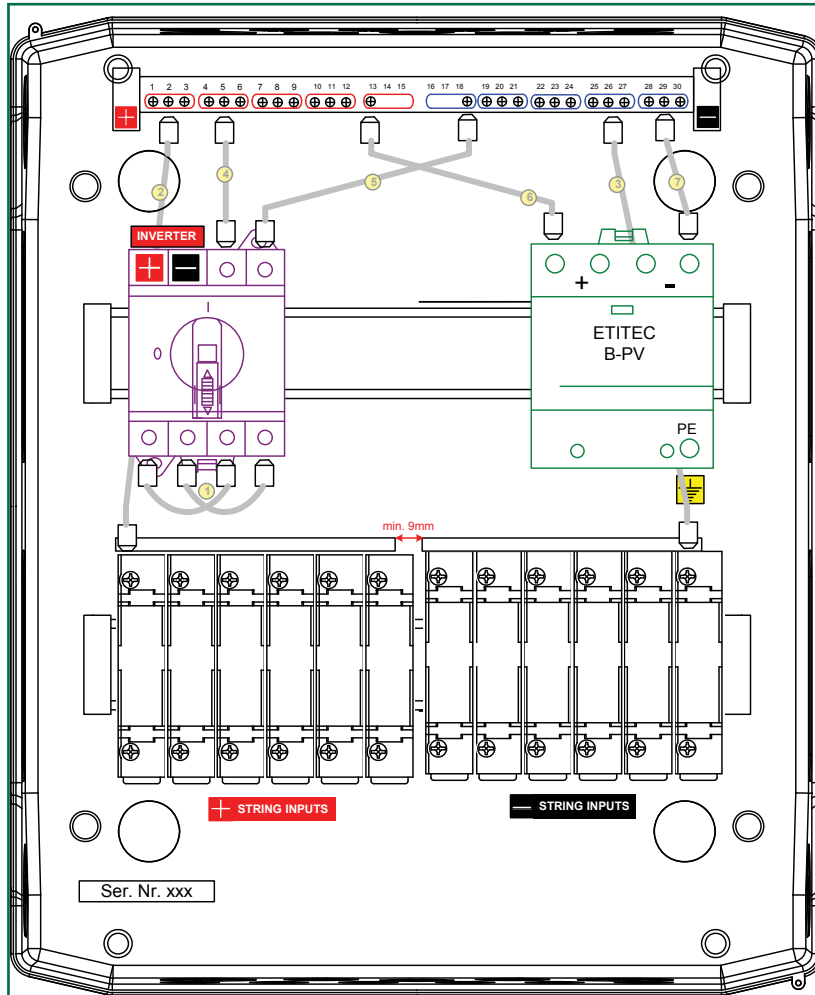 1 2 3 4 5 6 7 8 9 10 11 12 13 14 15 16 17 18 19 20 21 22 23 24 25 26 27 28 29 30
+ −
2 4 5 6 3 7
INVERTER
+ −
I
0
+ -
ETITEC
B-PV
PE
1
min. 9mm
+ STRING INPUTS
− STRING INPUTS
Ser. Nr. xxx